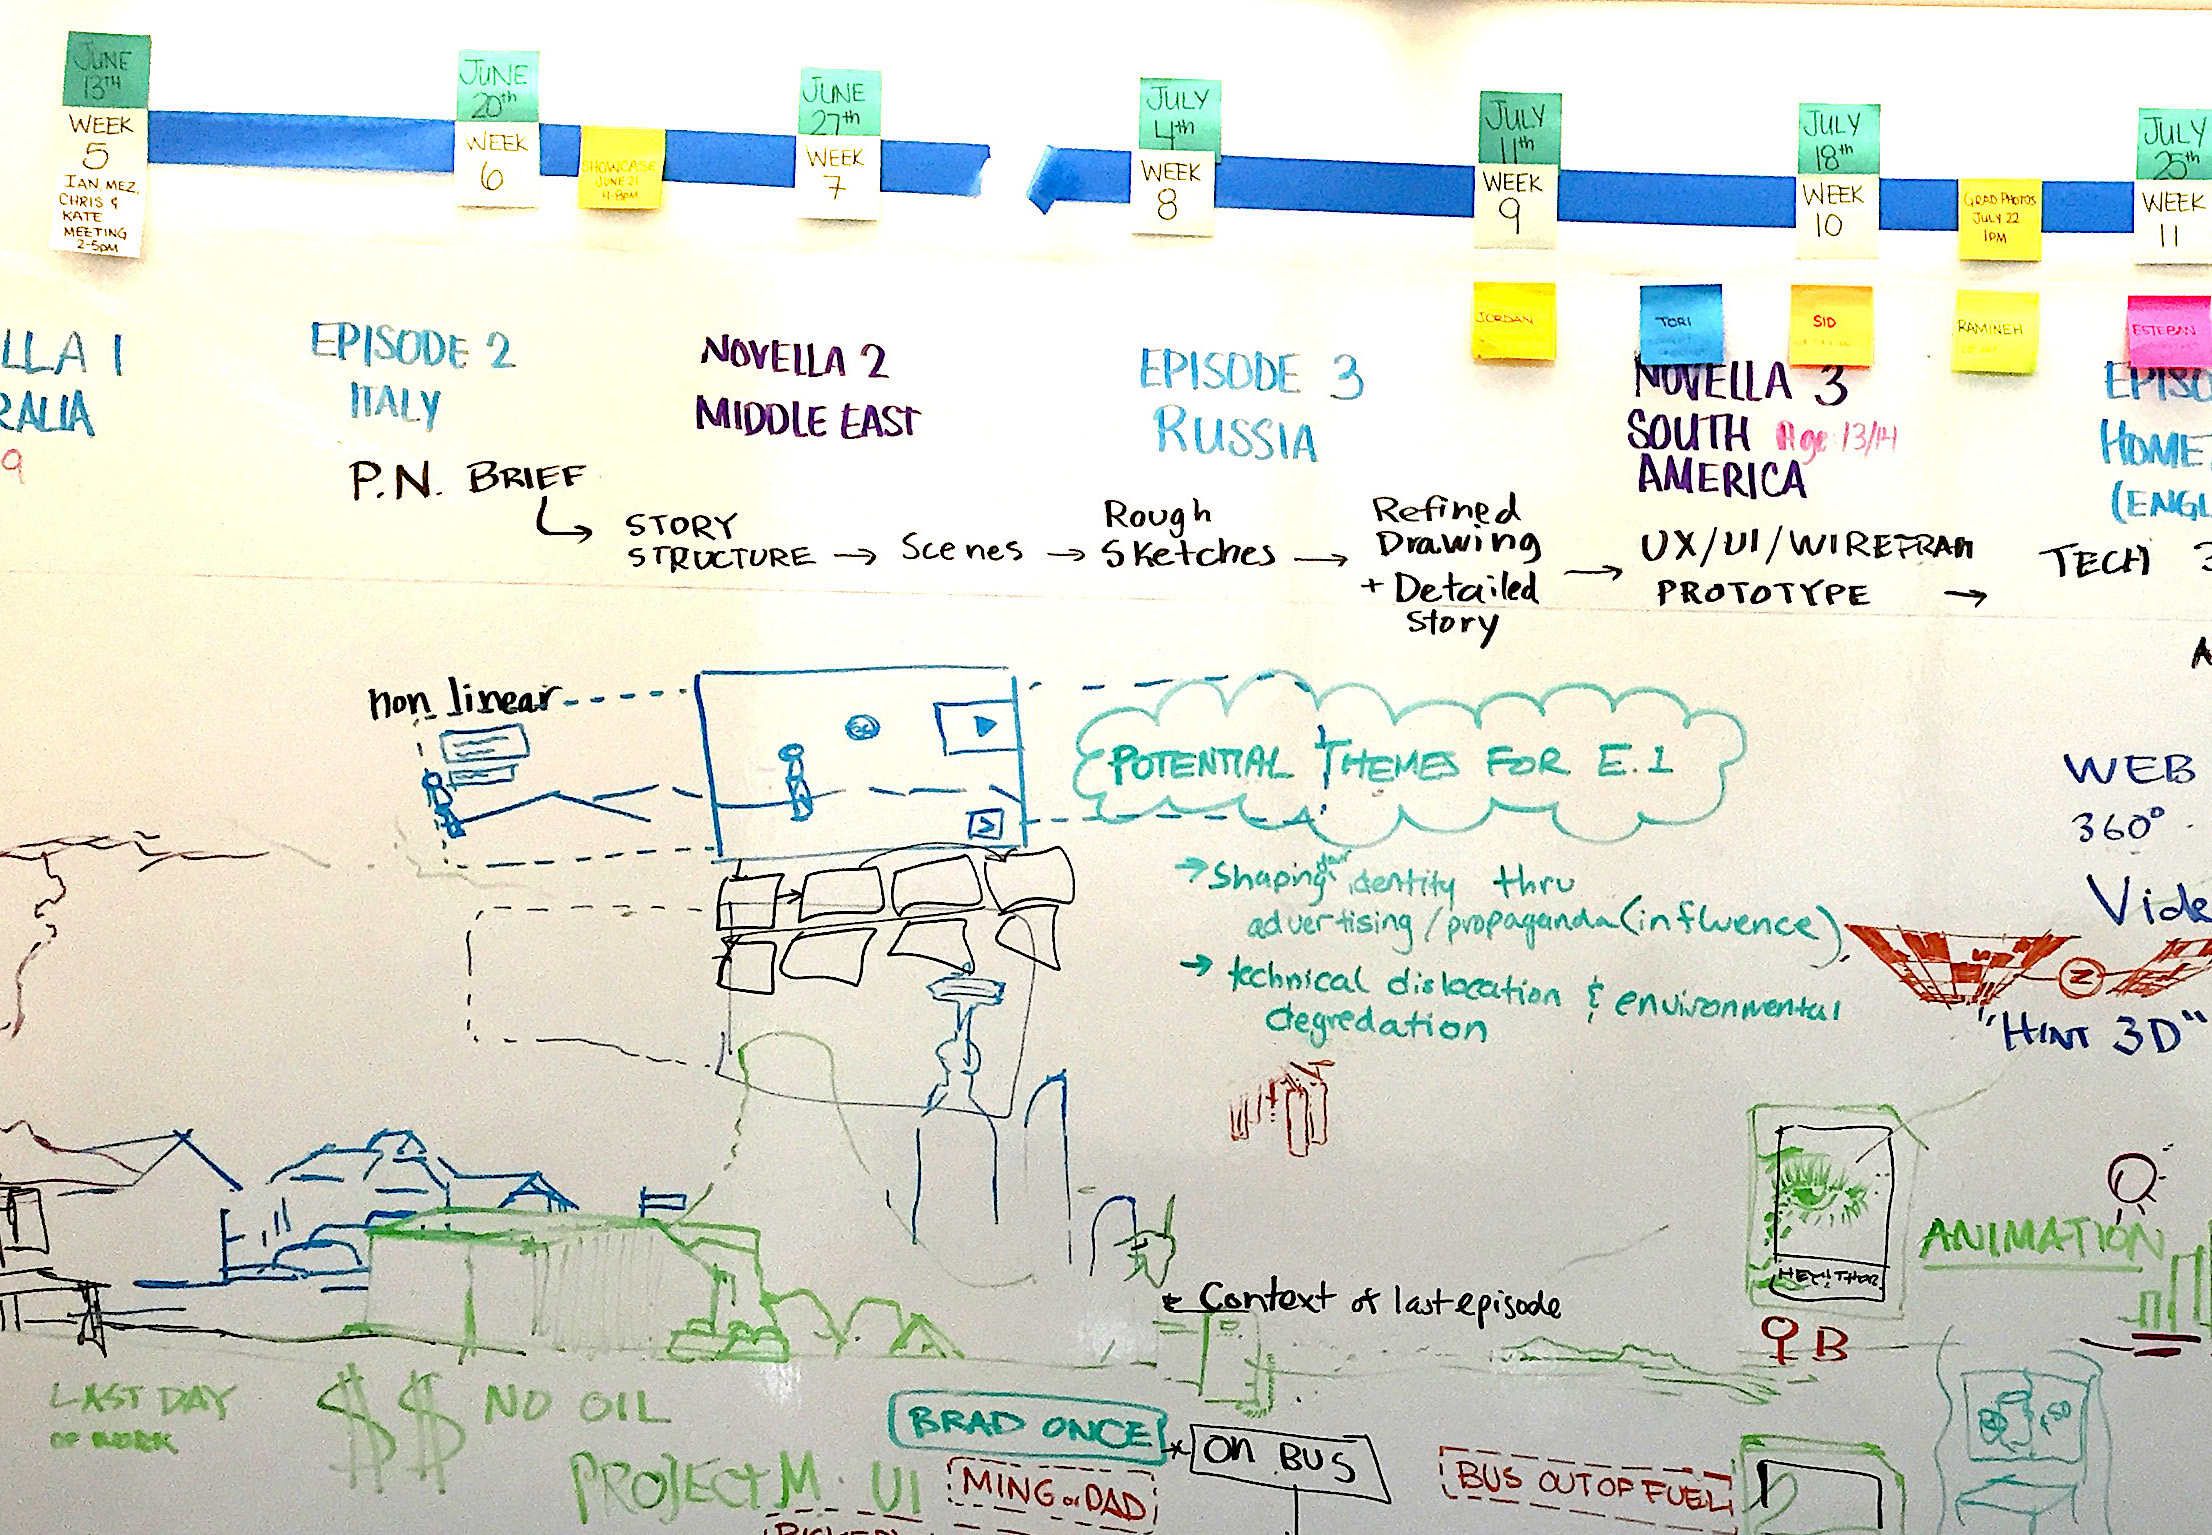 JUNE
13TH
WEEK
5
IAN, MEZ,
CHRIS &
KATE
MEETING
2-5PM
JUNE
20th
WEEK
6
SHOWCASE
JUNE 21
4-8PM
JUNE
27th
WEEK
7
JULY
4th
WEEK
8
JULY
11th
WEEK
9
JULY
18th
WEEK
10
GRAD PHOTOS
JULY 22
1PM
JULY
25th
WEEK
11
JORDAN
TORI
SID
RAMINEH
ESTEBAN
LLA 1
RALIA
9
EPISODE 2
ITALY
NOVELLA 2
MIDDLE EAST
EPISODE 3
RUSSIA
NOVELLA 3
SOUTH Age: 13/14
AMERICA
EPISO
HOME
(ENGL
P.N. BRIEF
STORY
STRUCTURE →
Scenes →
Rough
Sketches →
Refined
Drawing
+ Detailed
Story →
UX/UI/WIREFRAM
PROTOTYPE →
TECH
non linear
POTENTIAL THEMES FOR E.1
→ Shaping their identity thru
advertising / propaganda (influence)
→ technical dislocation & environmental
degredation
WEB
360°
Vide
"HINT 3D"
HEY! THOR
ANIMATION
B
Context of last episode
LAST DAY
OF WORK
$$ NO OIL
PROJECT M. UI
BRAD ONCE
ON BUS
MING or DAD
BUS OUT OF FUEL